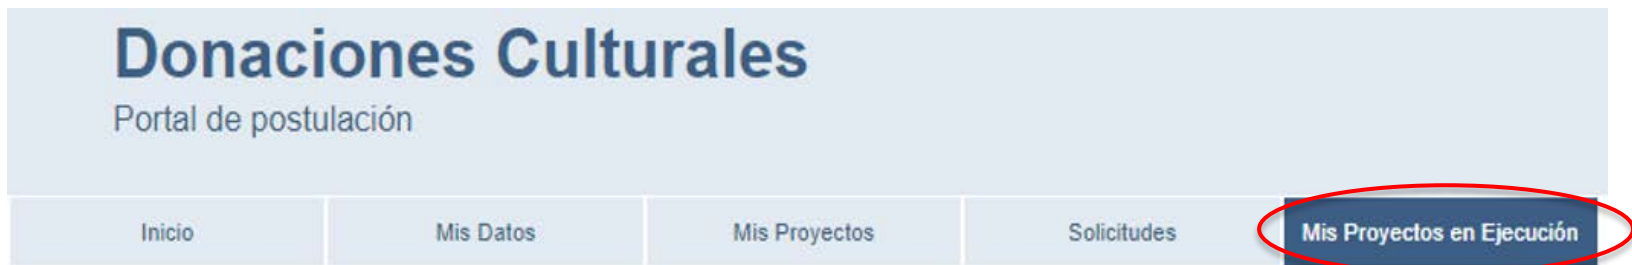 Donaciones Culturales
Portal de postulación
Inicio Mis Datos Mis Proyectos Solicitudes Mis Proyectos en Ejecución